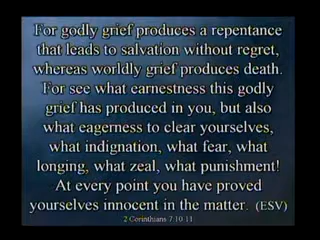 For godly grief produces a repentance
that leads to salvation without regret,
whereas worldly grief produces death.
For see what earnestness this godly
grief has produced in you, but also
what eagerness to clear yourselves,
what indignation, what fear, what
longing, what zeal, what punishment!
At every point you have proved
yourselves innocent in the matter. (ESV)
2 Corinthians 7:10-11